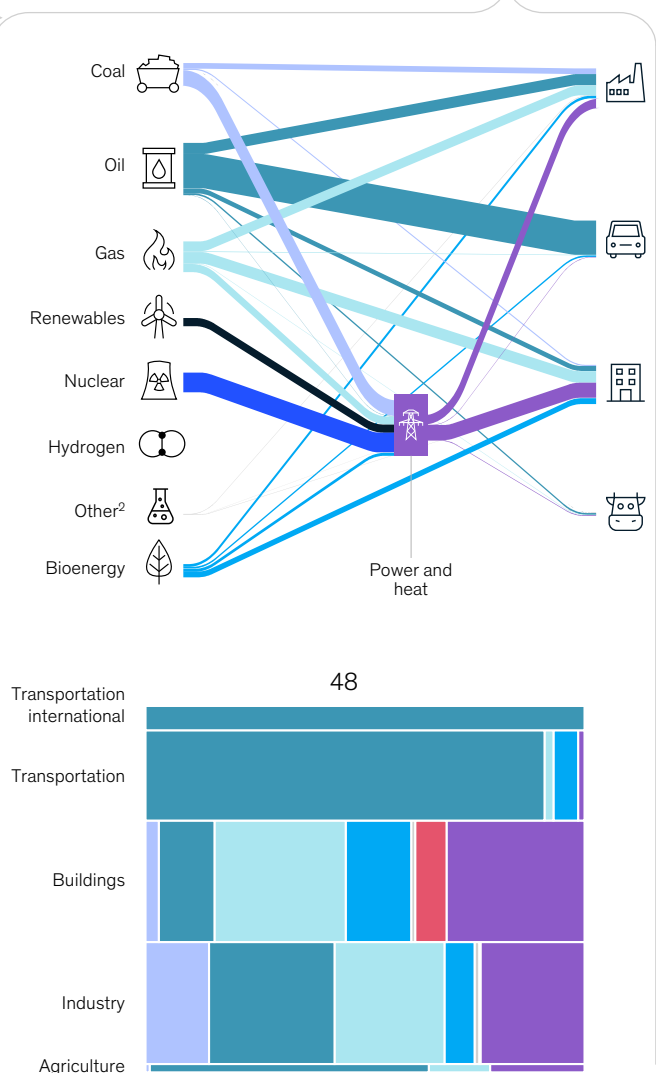 Coal
Oil
Gas
Renewables
Nuclear
Hydrogen
Other²
Bioenergy
Power and
heat
48
Transportation
international
Transportation
Buildings
Industry
Agriculture